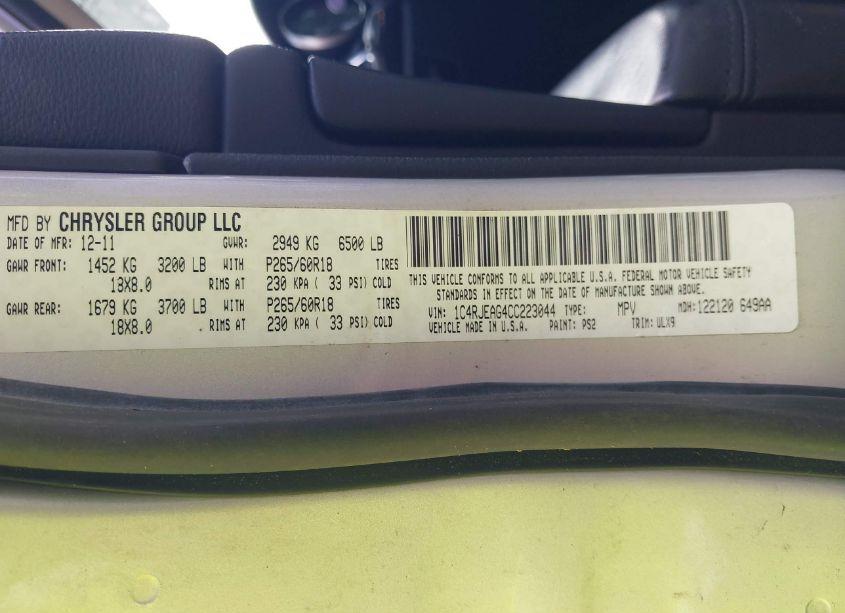 MFD BY CHRYSLER GROUP LLC
DATE OF MFR: 12-11 GVWR: 2949 KG 6500 LB
GAWR FRONT: 1452 KG 3200 LB WITH P265/60R18 TIRES
13X8.0 RIMS AT 230 KPA ( 33 PSI) COLD
GAWR REAR: 1679 KG 3700 LB WITH P265/60R18 TIRES
18X8.0 . RIMS AT 230 KPA ( 33 PSI) COLD
THIS VEHICLE CONFORMS TO ALL APPLICABLE U.S.A. FEDERAL MOTOR VEHICLE SAFETY
STANDARDS IN EFFECT ON THE DATE OF MANUFACTURE SHOWN ABOVE.
VIN: 1C4RJEAG4CC223044 TYPE: MPV MDH: 122120 649AA
VEHICLE MADE IN U.S.A. PAINT: PS2 TRIM: ULX9